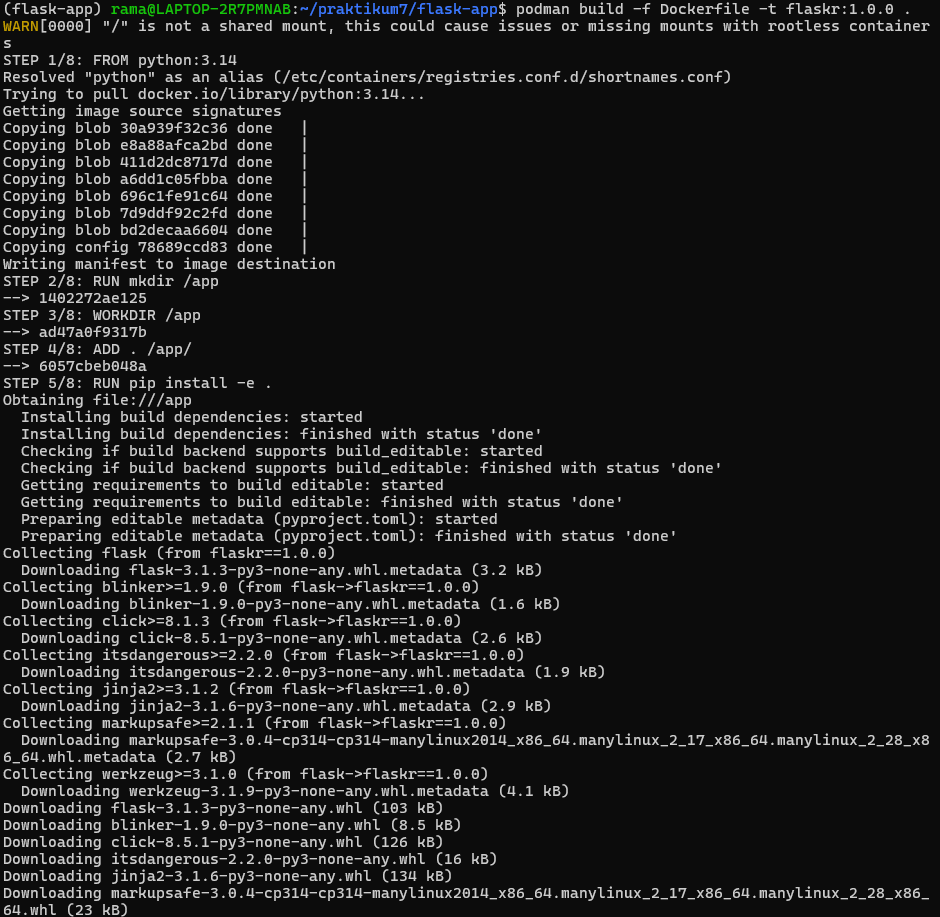 (flask-app) rama@LAPTOP-2R7PMNAB:~/praktikum7/flask-app$ podman build -f Dockerfile -t flaskr:1.0.0 .
WARN[0000] "/" is not a shared mount, this could cause issues or missing mounts with rootless container
s
STEP 1/8: FROM python:3.14
Resolved "python" as an alias (/etc/containers/registries.conf.d/shortnames.conf)
Trying to pull docker.io/library/python:3.14...
Getting image source signatures
Copying blob 30a939f32c36 done   |
Copying blob e8a88afca2bd done   |
Copying blob 411d2dc8717d done   |
Copying blob a6dd1c05fbba done   |
Copying blob 696c1fe91c64 done   |
Copying blob 7d9ddf92c2fd done   |
Copying blob bd2decaa6604 done   |
Copying config 78689ccd83 done   |
Writing manifest to image destination
STEP 2/8: RUN mkdir /app
--> 1402272ae125
STEP 3/8: WORKDIR /app
--> ad47a0f9317b
STEP 4/8: ADD . /app/
--> 6057cbeb048a
STEP 5/8: RUN pip install -e .
Obtaining file:///app
  Installing build dependencies: started
  Installing build dependencies: finished with status 'done'
  Checking if build backend supports build_editable: started
  Checking if build backend supports build_editable: finished with status 'done'
  Getting requirements to build editable: started
  Getting requirements to build editable: finished with status 'done'
  Preparing editable metadata (pyproject.toml): started
  Preparing editable metadata (pyproject.toml): finished with status 'done'
Collecting flask (from flaskr==1.0.0)
  Downloading flask-3.1.3-py3-none-any.whl.metadata (3.2 kB)
Collecting blinker>=1.9.0 (from flask->flaskr==1.0.0)
  Downloading blinker-1.9.0-py3-none-any.whl.metadata (1.6 kB)
Collecting click>=8.1.3 (from flask->flaskr==1.0.0)
  Downloading click-8.5.1-py3-none-any.whl.metadata (2.6 kB)
Collecting itsdangerous>=2.2.0 (from flask->flaskr==1.0.0)
  Downloading itsdangerous-2.2.0-py3-none-any.whl.metadata (1.9 kB)
Collecting jinja2>=3.1.2 (from flask->flaskr==1.0.0)
  Downloading jinja2-3.1.6-py3-none-any.whl.metadata (2.9 kB)
Collecting markupsafe>=2.1.1 (from flask->flaskr==1.0.0)
  Downloading markupsafe-3.0.4-cp314-cp314-manylinux2014_x86_64.manylinux_2_17_x86_64.manylinux_2_28_x8
6_64.whl.metadata (2.7 kB)
Collecting werkzeug>=3.1.0 (from flask->flaskr==1.0.0)
  Downloading werkzeug-3.1.9-py3-none-any.whl.metadata (4.1 kB)
Downloading flask-3.1.3-py3-none-any.whl (103 kB)
Downloading blinker-1.9.0-py3-none-any.whl (8.5 kB)
Downloading click-8.5.1-py3-none-any.whl (126 kB)
Downloading itsdangerous-2.2.0-py3-none-any.whl (16 kB)
Downloading jinja2-3.1.6-py3-none-any.whl (134 kB)
Downloading markupsafe-3.0.4-cp314-cp314-manylinux2014_x86_64.manylinux_2_17_x86_64.manylinux_2_28_x86_
64.whl (23 kB)